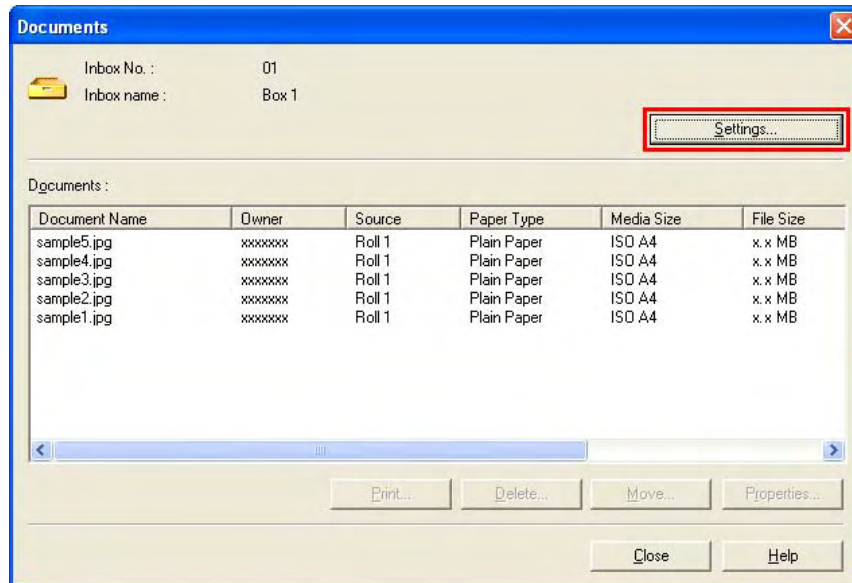 Documents
Inbox No. : 01
Inbox name : Box 1
Settings...
Documents :
Document Name Owner Source Paper Type Media Size File Size
sample5.jpg xxxxxxx Roll 1 Plain Paper ISO A4 x.x MB
sample4.jpg xxxxxxx Roll 1 Plain Paper ISO A4 x.x MB
sample3.jpg xxxxxxx Roll 1 Plain Paper ISO A4 x.x MB
sample2.jpg xxxxxxx Roll 1 Plain Paper ISO A4 x.x MB
sample1.jpg xxxxxxx Roll 1 Plain Paper ISO A4 x.x MB
Print... Delete... Move... Properties...
Close Help